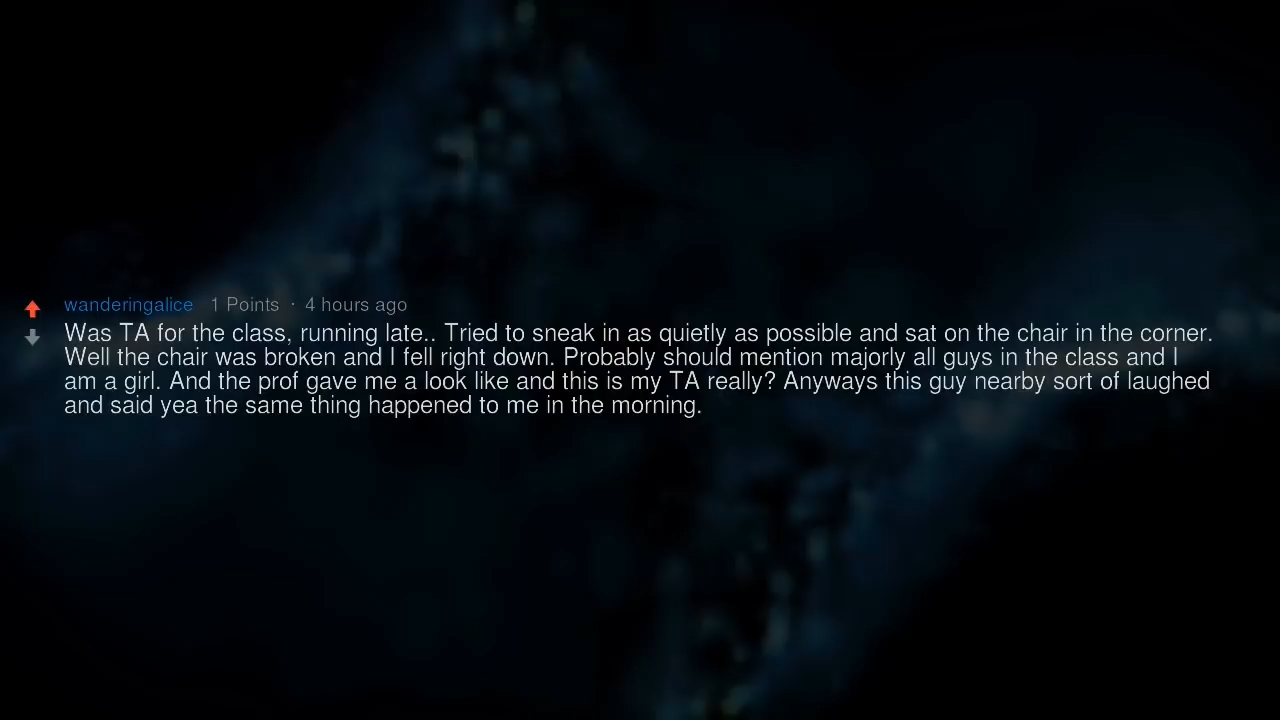 wanderingalice 1 Points · 4 hours ago
Was TA for the class, running late.. Tried to sneak in as quietly as possible and sat on the chair in the corner.
Well the chair was broken and I fell right down. Probably should mention majorly all guys in the class and I
am a girl. And the prof gave me a look like and this is my TA really? Anyways this guy nearby sort of laughed
and said yea the same thing happened to me in the morning.